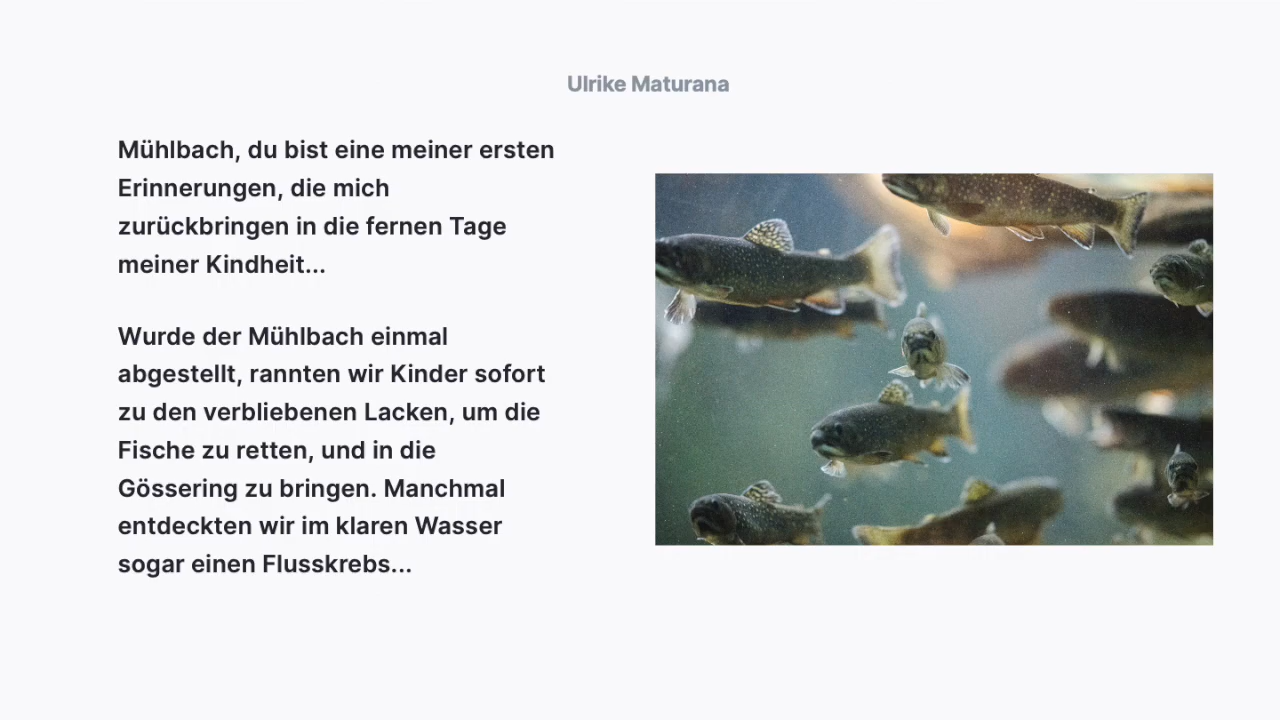 Ulrike Maturana
Mühlbach, du bist eine meiner ersten
Erinnerungen, die mich
zurückbringen in die fernen Tage
meiner Kindheit...
Wurde der Mühlbach einmal
abgestellt, rannten wir Kinder sofort
zu den verbliebenen Lacken, um die
Fische zu retten, und in die
Gössering zu bringen. Manchmal
entdeckten wir im klaren Wasser
sogar einen Flusskrebs...